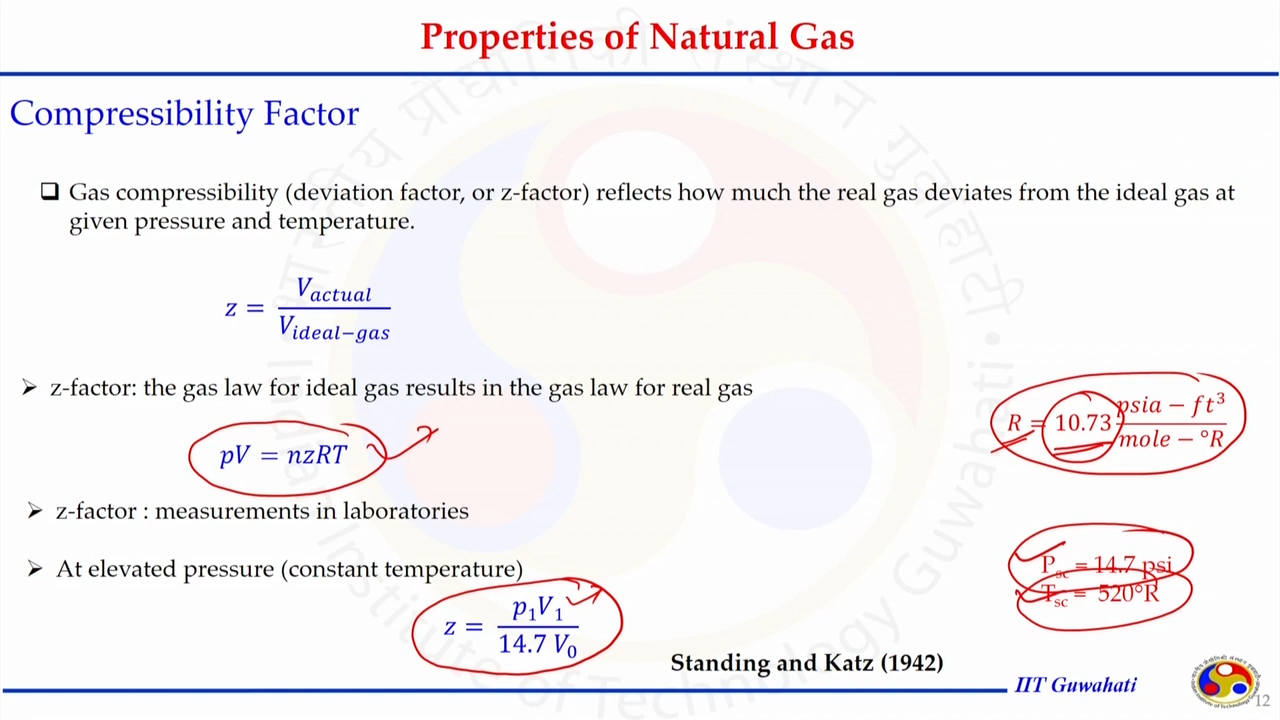 Properties of Natural Gas
Compressibility Factor
❑ Gas compressibility (deviation factor, or z-factor) reflects how much the real gas deviates from the ideal gas at
given pressure and temperature.
z = V_actual / V_ideal−gas
➢ z-factor: the gas law for ideal gas results in the gas law for real gas
R = 10.73 psia − ft³ / mole − °R
pV = nzRT
➢ z-factor : measurements in laboratories
➢ At elevated pressure (constant temperature)
P_sc = 14.7 psi
T_sc = 520°R
z = p₁V₁ / 14.7 V₀
Standing and Katz (1942)
IIT Guwahati
12